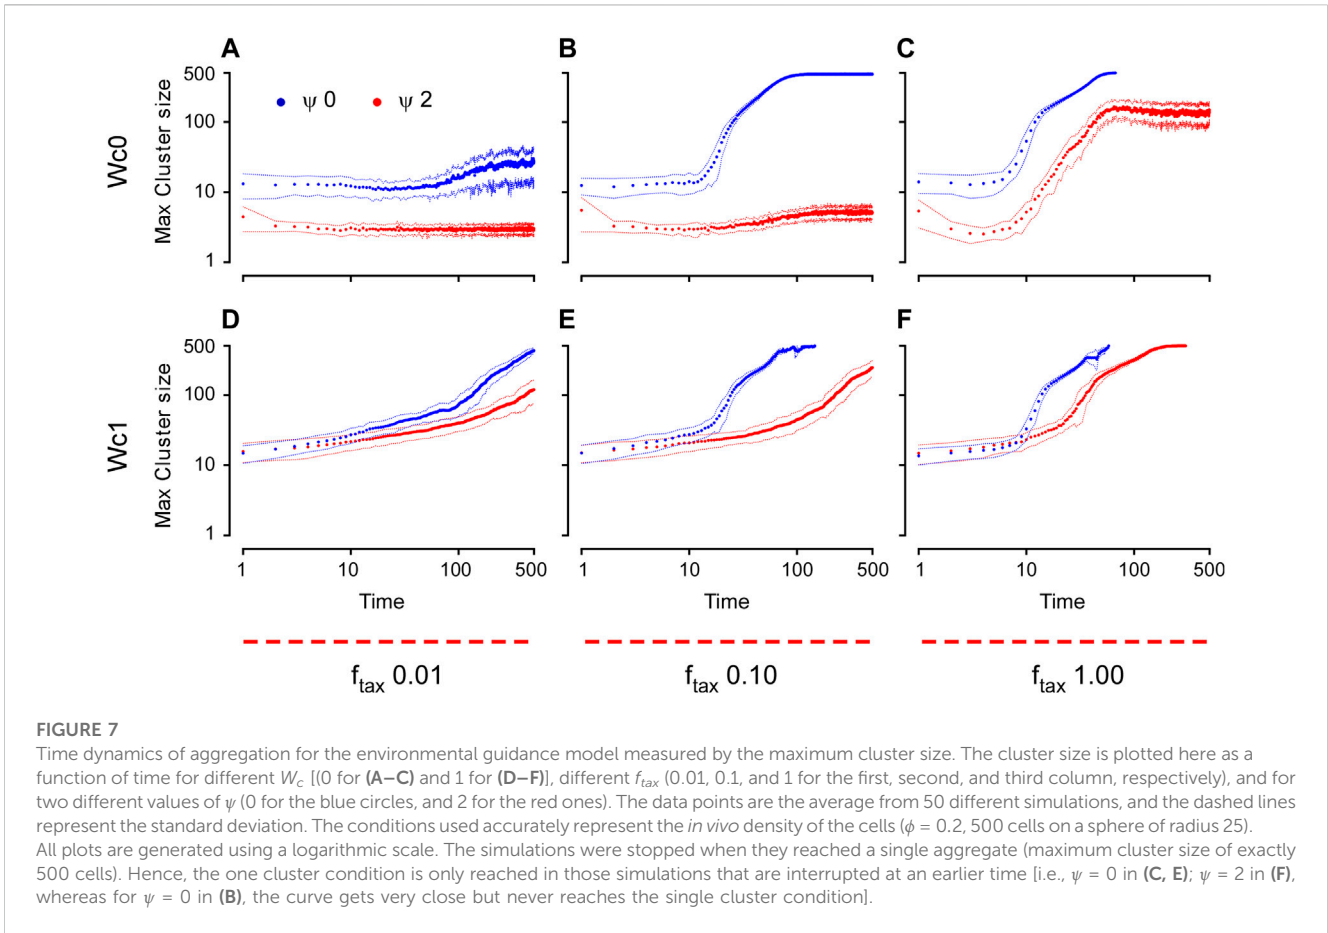 A
B
C
500
100
10
1
Max Cluster size
Wc0
ψ 0
ψ 2
D
E
F
500
100
10
1
Max Cluster size
Wc1
1 10 100 500
1 10 100 500
1 10 100 500
Time
Time
Time
f_tax 0.01
f_tax 0.10
f_tax 1.00
FIGURE 7
Time dynamics of aggregation for the environmental guidance model measured by the maximum cluster size. The cluster size is plotted here as a
function of time for different W_c [(0 for (A–C) and 1 for (D–F)], different f_tax (0.01, 0.1, and 1 for the first, second, and third column, respectively), and for
two different values of ψ (0 for the blue circles, and 2 for the red ones). The data points are the average from 50 different simulations, and the dashed lines
represent the standard deviation. The conditions used accurately represent the in vivo density of the cells (ϕ = 0.2, 500 cells on a sphere of radius 25).
All plots are generated using a logarithmic scale. The simulations were stopped when they reached a single aggregate (maximum cluster size of exactly
500 cells). Hence, the one cluster condition is only reached in those simulations that are interrupted at an earlier time [i.e., ψ = 0 in (C, E); ψ = 2 in (F),
whereas for ψ = 0 in (B), the curve gets very close but never reaches the single cluster condition].